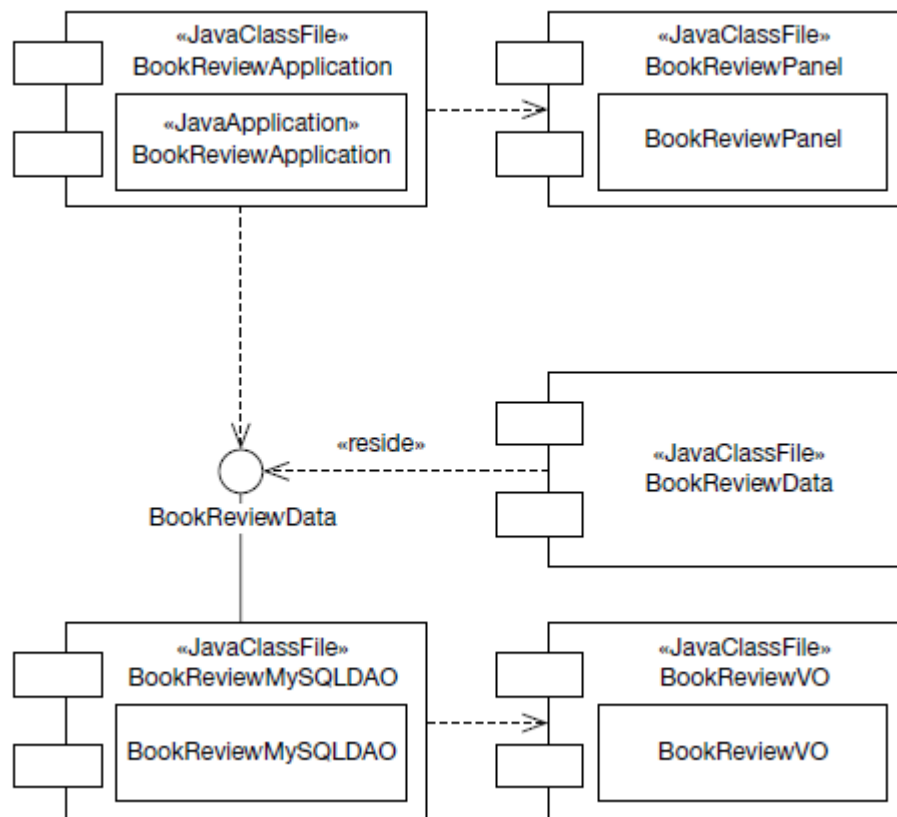 «JavaClassFile»
BookReviewApplication
«JavaApplication»
BookReviewApplication
«JavaClassFile»
BookReviewPanel
BookReviewPanel
«reside»
BookReviewData
«JavaClassFile»
BookReviewData
«JavaClassFile»
BookReviewMySQLDAO
BookReviewMySQLDAO
«JavaClassFile»
BookReviewVO
BookReviewVO